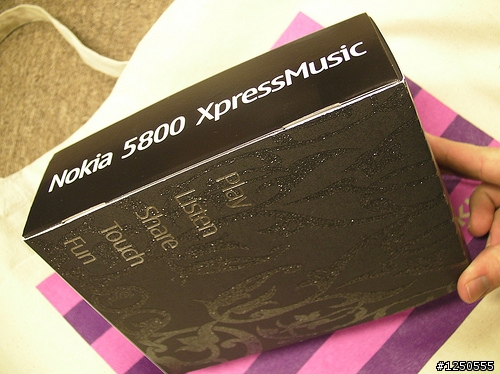 Nokia 5800 XpressMusic
Play
Listen
Share
Touch
Fun
#1250555